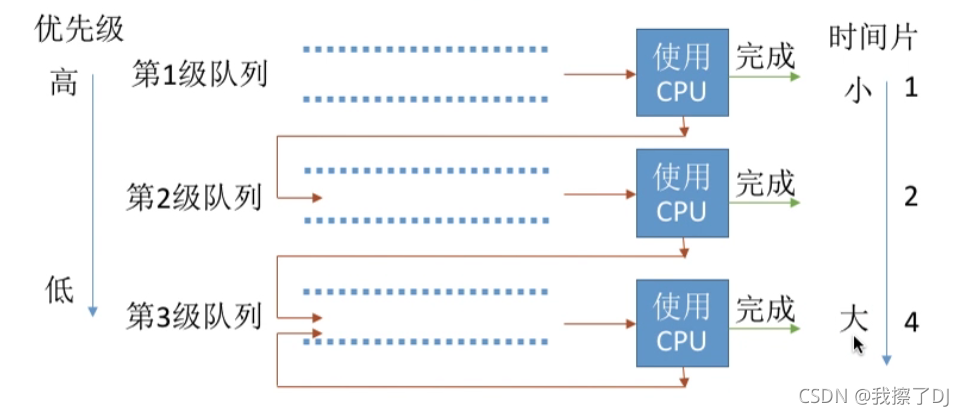 优先级
时间片
高
第1级队列
使用
CPU
完成
小
1
第2级队列
使用
CPU
完成
2
低
第3级队列
使用
CPU
完成
大
4
CSDN @我擦了DJ